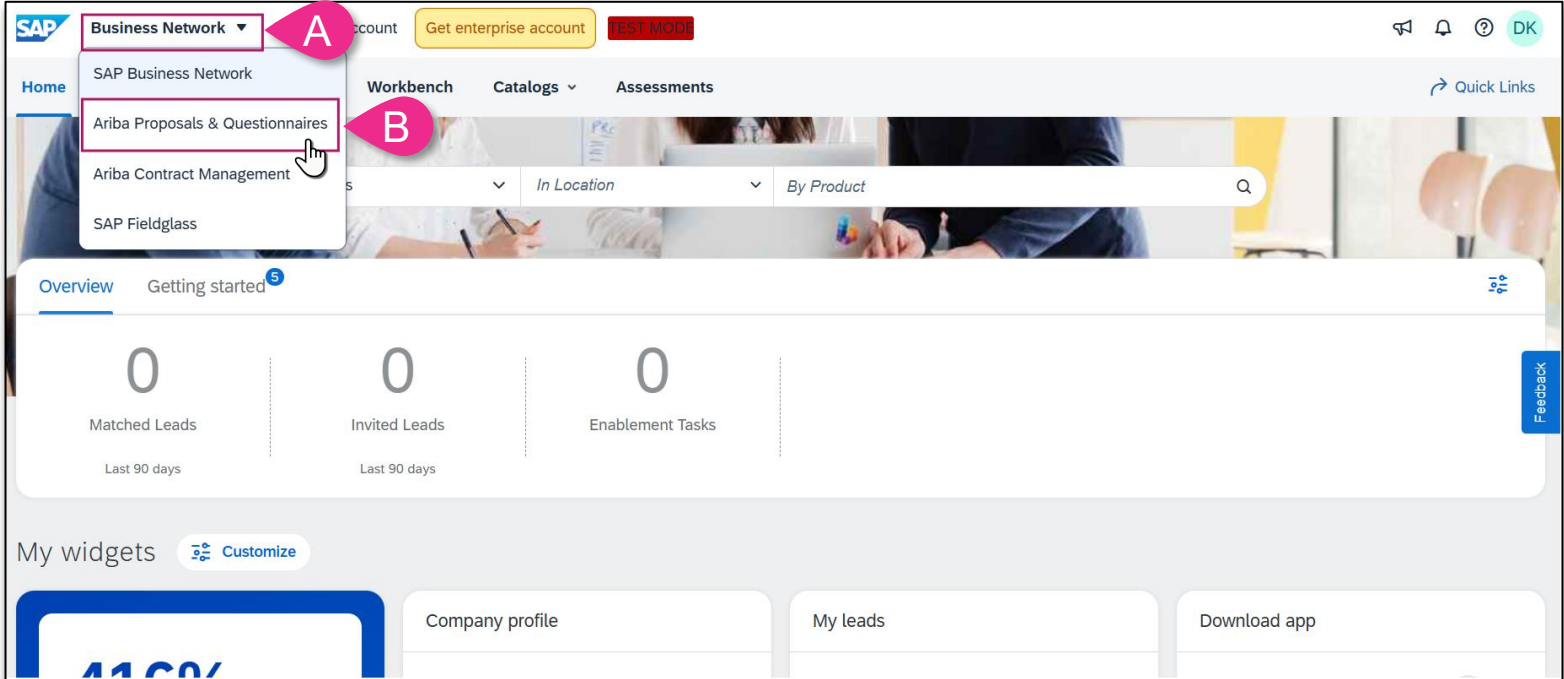 SAP Business Network ▼ A ccount Get enterprise account TEST MODE DK
Home Workbench Catalogs Assessments Quick Links
SAP Business Network
Ariba Proposals & Questionnaires B
Ariba Contract Management
SAP Fieldglass
s In Location By Product
Overview Getting started 5
0 0 0
Matched Leads Invited Leads Enablement Tasks
Last 90 days Last 90 days
Feedback
My widgets Customize
Company profile My leads Download app